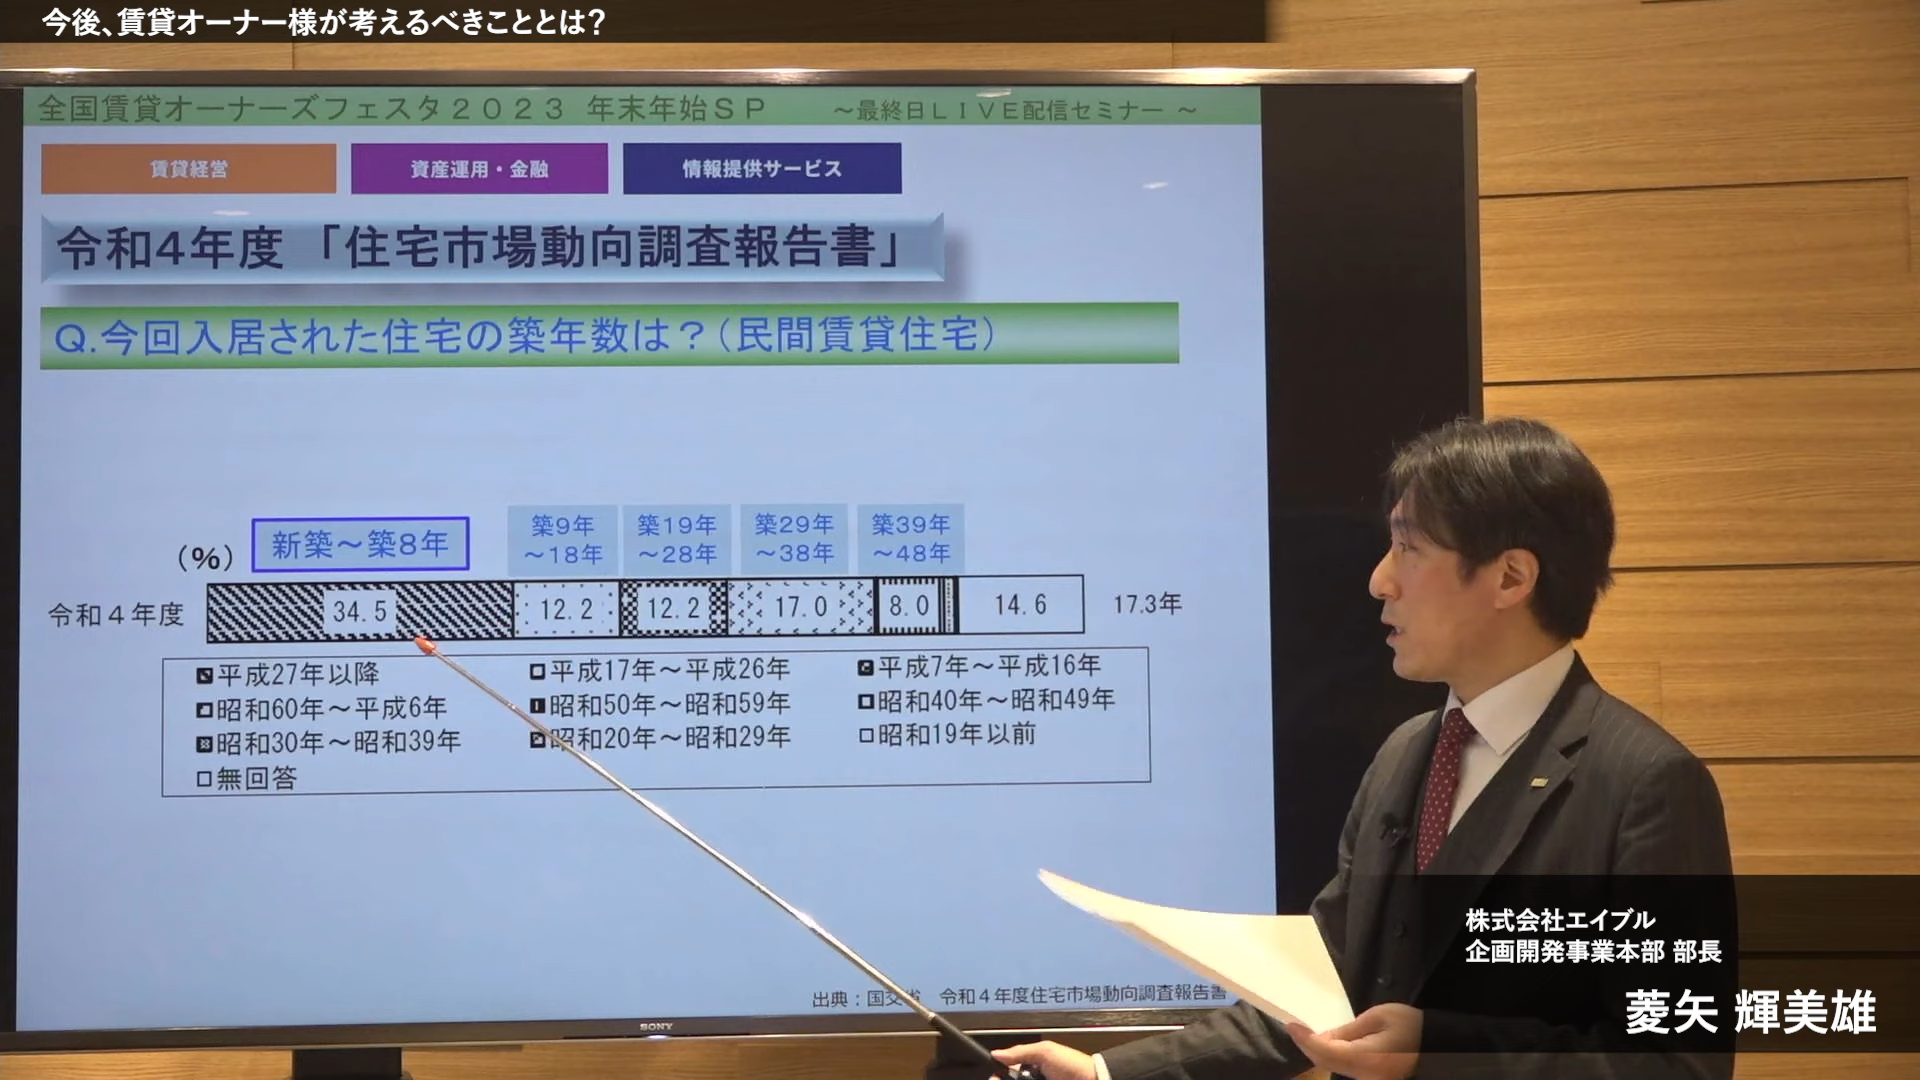 今後、賃貸オーナー様が考えるべきこととは？
全国賃貸オーナーズフェスタ２０２３ 年末年始ＳＰ ～最終日ＬＩＶＥ配信セミナー ～
賃貸経営 資産運用・金融 情報提供サービス
令和４年度 「住宅市場動向調査報告書」
Ｑ.今回入居された住宅の築年数は？（民間賃貸住宅）
（％） 新築～築8年
築9年
～18年
築19年
～28年
築29年
～38年
築39年
～48年
令和４年度 34.5 12.2 12.2 17.0 8.0 14.6 17.3年
平成27年以降 平成17年～平成26年 平成7年～平成16年
昭和60年～平成6年 昭和50年～昭和59年 昭和40年～昭和49年
昭和30年～昭和39年 昭和20年～昭和29年 昭和19年以前
無回答
出典：国交省 令和４年度住宅市場動向調査報告書
SONY
株式会社エイブル
企画開発事業本部 部長
菱矢 輝美雄